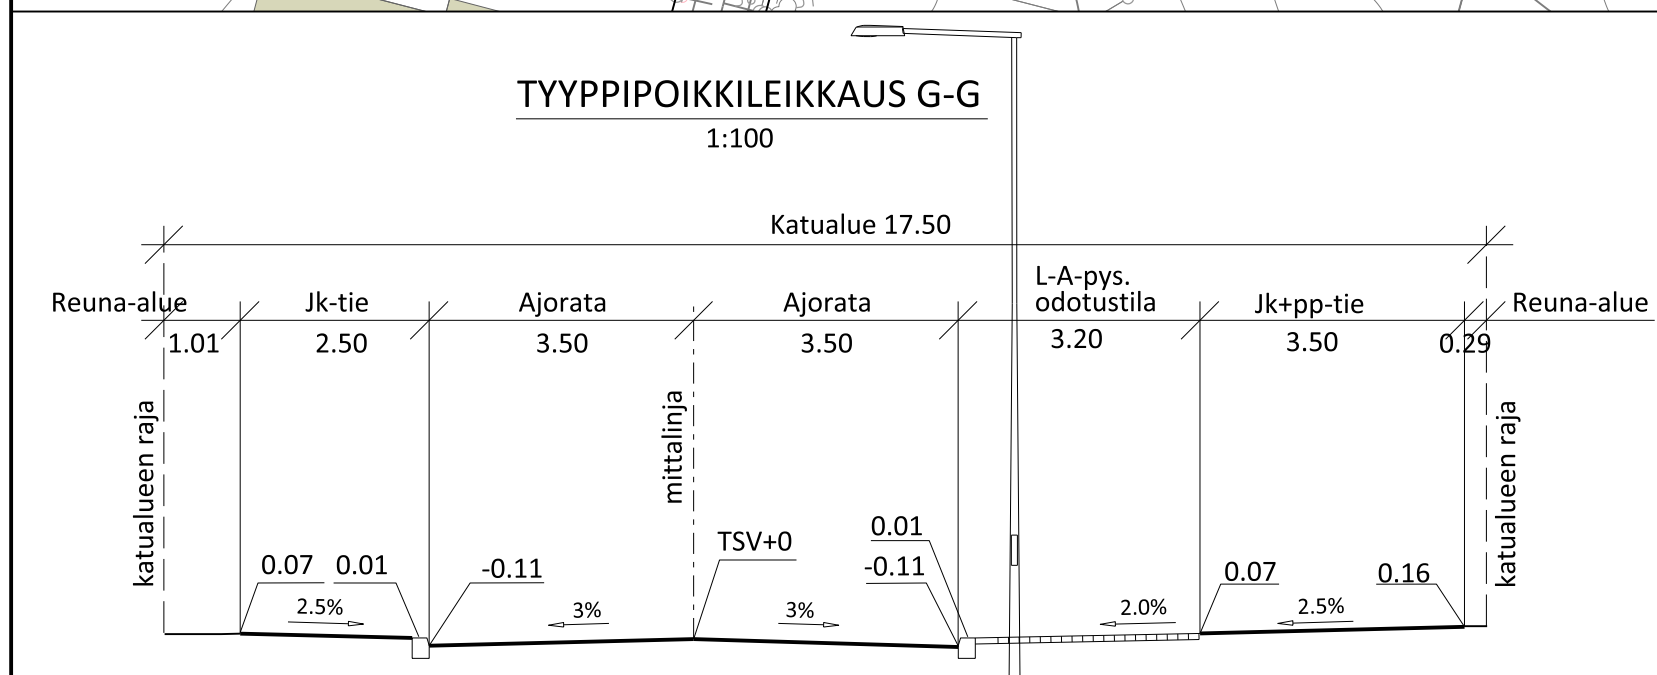 TYYPPIPOIKKILEIKKAUS G-G
1:100
Katualue 17.50
Reuna-alue
Jk-tie
Ajorata
Ajorata
L-A-pys.
odotustila
Jk+pp-tie
Reuna-alue
1.01
2.50
3.50
3.50
3.20
3.50
0.29
katualueen raja
mittalinja
katualueen raja
0.07
0.01
-0.11
TSV+0
0.01
-0.11
0.07
0.16
2.5%
3%
3%
2.0%
2.5%